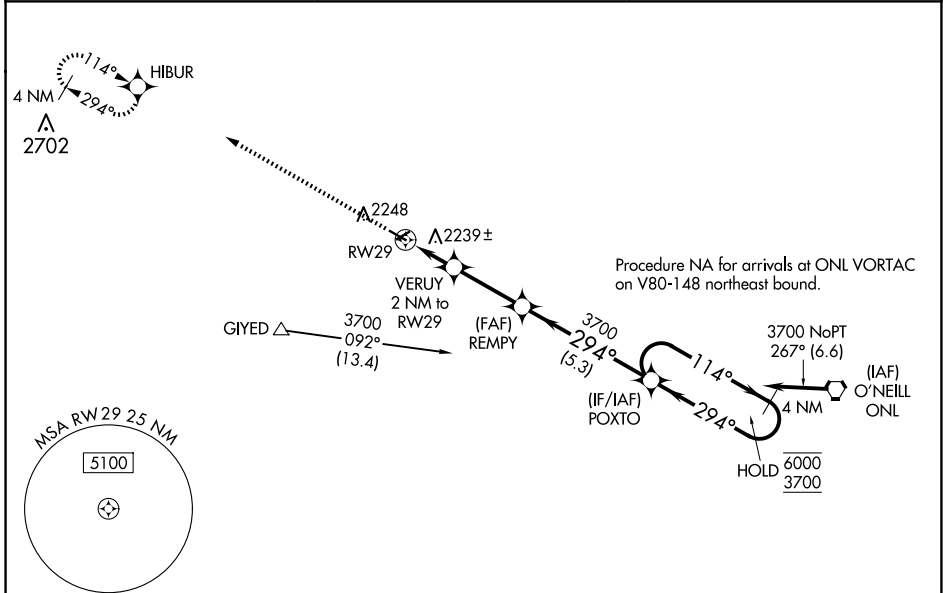 114°
HIBUR
4 NM
294°
2702
2248
RW29
2239±
VERUY
2 NM to
RW29
Procedure NA for arrivals at ONL VORTAC
on V80-148 northeast bound.
GIYED
3700
092°
(13.4)
(FAF)
REMPY
3700
294°
(5.3)
114°
3700 NoPT
267° (6.6)
(IAF)
O'NEILL
ONL
(IF/IAF)
POXTO
294°
4 NM
HOLD
6000
3700
MSA RW29 25 NM
5100